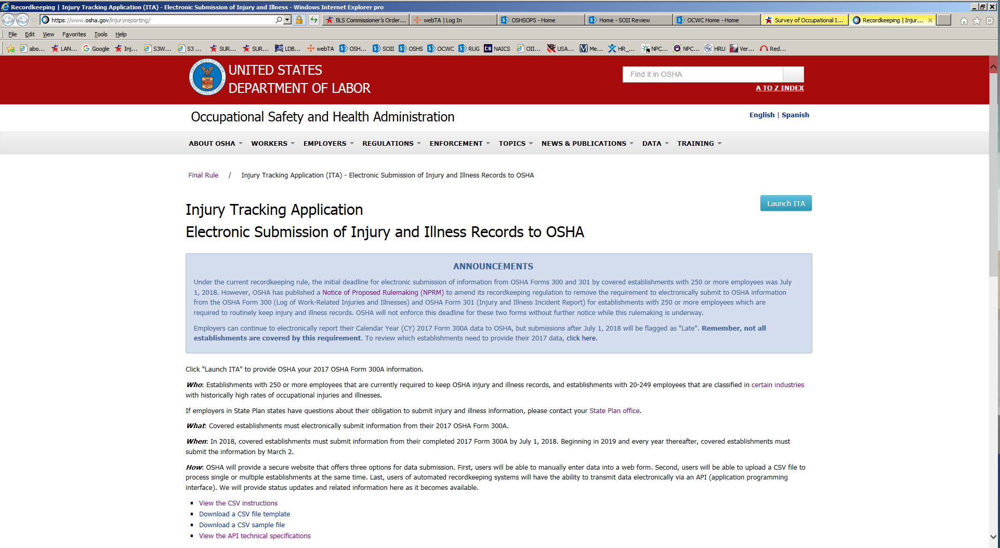 Recordkeeping | Injury Tracking Application (ITA) - Electronic Submission of Injury and Illness - Windows Internet Explorer pro
https://www.osha.gov/injuryreporting/
BLS Commissioner's Order...
webTA | Log In
OSHSOPS - Home
Home - SOII Review
OCWC Home - Home
Survey of Occupational I...
Recordkeeping | Injur...
File Edit View Favorites Tools Help
abo... LAN... Google Inj... S3W... S3 ... SUR... SUR... LDB... webTA OSH... SOII OSHS OCWC RUG NAICS OII... USA... Me... HR_... NPC... NPC... HRU Ver... Red...
UNITED STATES
DEPARTMENT OF LABOR
Find it in OSHA
A TO Z INDEX
Occupational Safety and Health Administration
English | Spanish
ABOUT OSHA WORKERS EMPLOYERS REGULATIONS ENFORCEMENT TOPICS NEWS & PUBLICATIONS DATA TRAINING
Final Rule / Injury Tracking Application (ITA) - Electronic Submission of Injury and Illness Records to OSHA
Launch ITA
Injury Tracking Application
Electronic Submission of Injury and Illness Records to OSHA
ANNOUNCEMENTS
Under the current recordkeeping rule, the initial deadline for electronic submission of information from OSHA Forms 300 and 301 by covered establishments with 250 or more employees was July
1, 2018. However, OSHA has published a Notice of Proposed Rulemaking (NPRM) to amend its recordkeeping regulation to remove the requirement to electronically submit to OSHA information
from the OSHA Form 300 (Log of Work-Related Injuries and Illnesses) and OSHA Form 301 (Injury and Illness Incident Report) for establishments with 250 or more employees which are
required to routinely keep injury and illness records. OSHA will not enforce this deadline for these two forms without further notice while this rulemaking is underway.
Employers can continue to electronically report their Calendar Year (CY) 2017 Form 300A data to OSHA, but submissions after July 1, 2018 will be flagged as "Late". Remember, not all
establishments are covered by this requirement. To review which establishments need to provide their 2017 data, click here.
Click "Launch ITA" to provide OSHA your 2017 OSHA Form 300A information.
Who: Establishments with 250 or more employees that are currently required to keep OSHA injury and illness records, and establishments with 20-249 employees that are classified in certain industries
with historically high rates of occupational injuries and illnesses.
If employers in State Plan states have questions about their obligation to submit injury and illness information, please contact your State Plan office.
What: Covered establishments must electronically submit information from their 2017 OSHA Form 300A.
When: In 2018, covered establishments must submit information from their completed 2017 Form 300A by July 1, 2018. Beginning in 2019 and every year thereafter, covered establishments must
submit the information by March 2.
How: OSHA will provide a secure website that offers three options for data submission. First, users will be able to manually enter data into a web form. Second, users will be able to upload a CSV file to
process single or multiple establishments at the same time. Last, users of automated recordkeeping systems will have the ability to transmit data electronically via an API (application programming
interface). We will provide status updates and related information here as it becomes available.
View the CSV instructions
Download a CSV file template
Download a CSV sample file
View the API technical specifications